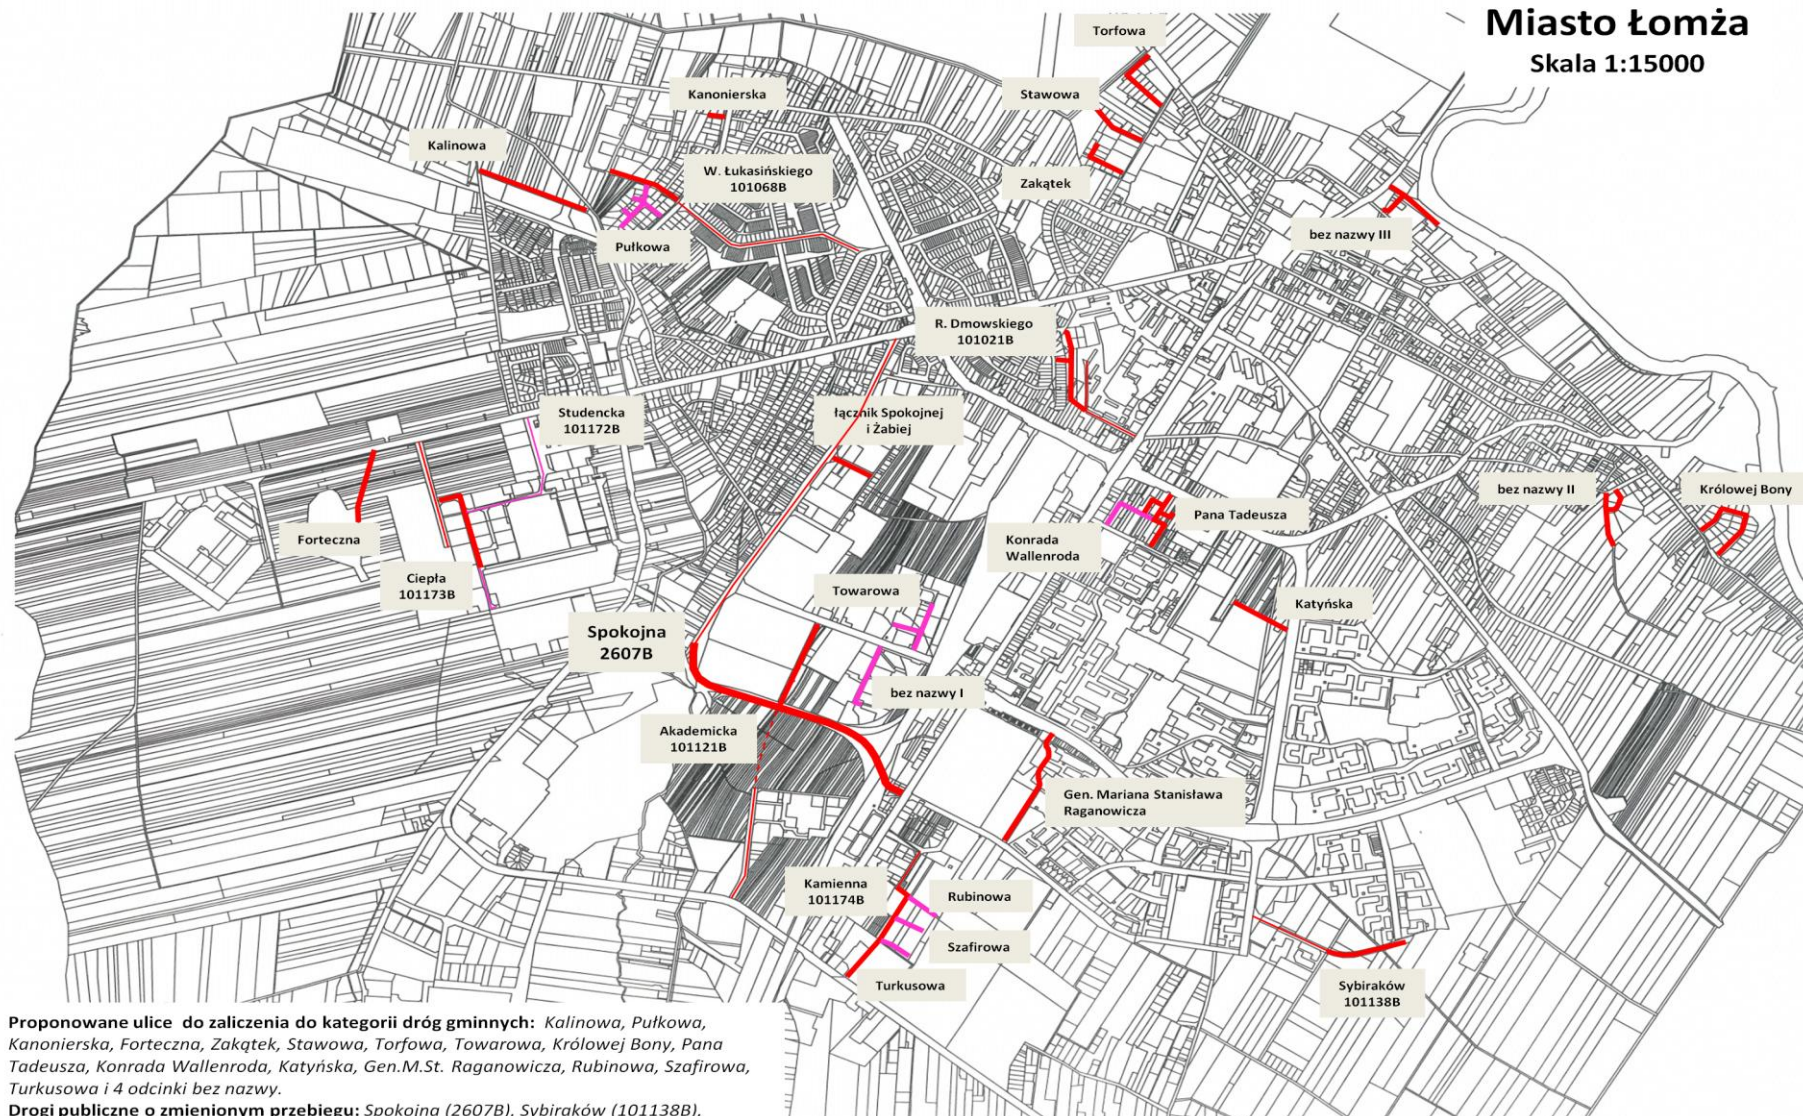 Miasto Łomża
Skala 1:15000
Torfowa
Kanonierska
Stawowa
Kalinowa
W. Łukasińskiego
101068B
Zakątek
Pułkowa
bez nazwy III
R. Dmowskiego
101021B
Studencka
101172B
łącznik Spokojnej
i Żabiej
bez nazwy II
Królowej Bony
Pana Tadeusza
Forteczna
Konrada
Wallenroda
Ciepła
101173B
Towarowa
Katyńska
Spokojna
2607B
bez nazwy I
Akademicka
101121B
Gen. Mariana Stanisława
Raganowicza
Kamienna
101174B
Rubinowa
Szafirowa
Turkusowa
Sybiraków
101138B
Proponowane ulice do zaliczenia do kategorii dróg gminnych: Kalinowa, Pułkowa,
Kanonierska, Forteczna, Zakątek, Stawowa, Torfowa, Towarowa, Królowej Bony, Pana
Tadeusza, Konrada Wallenroda, Katyńska, Gen.M.St. Raganowicza, Rubinowa, Szafirowa,
Turkusowa i 4 odcinki bez nazwy.
Drogi publiczne o zmienionym przebiegu: Spokojna (2607B), Sybiraków (101138B),